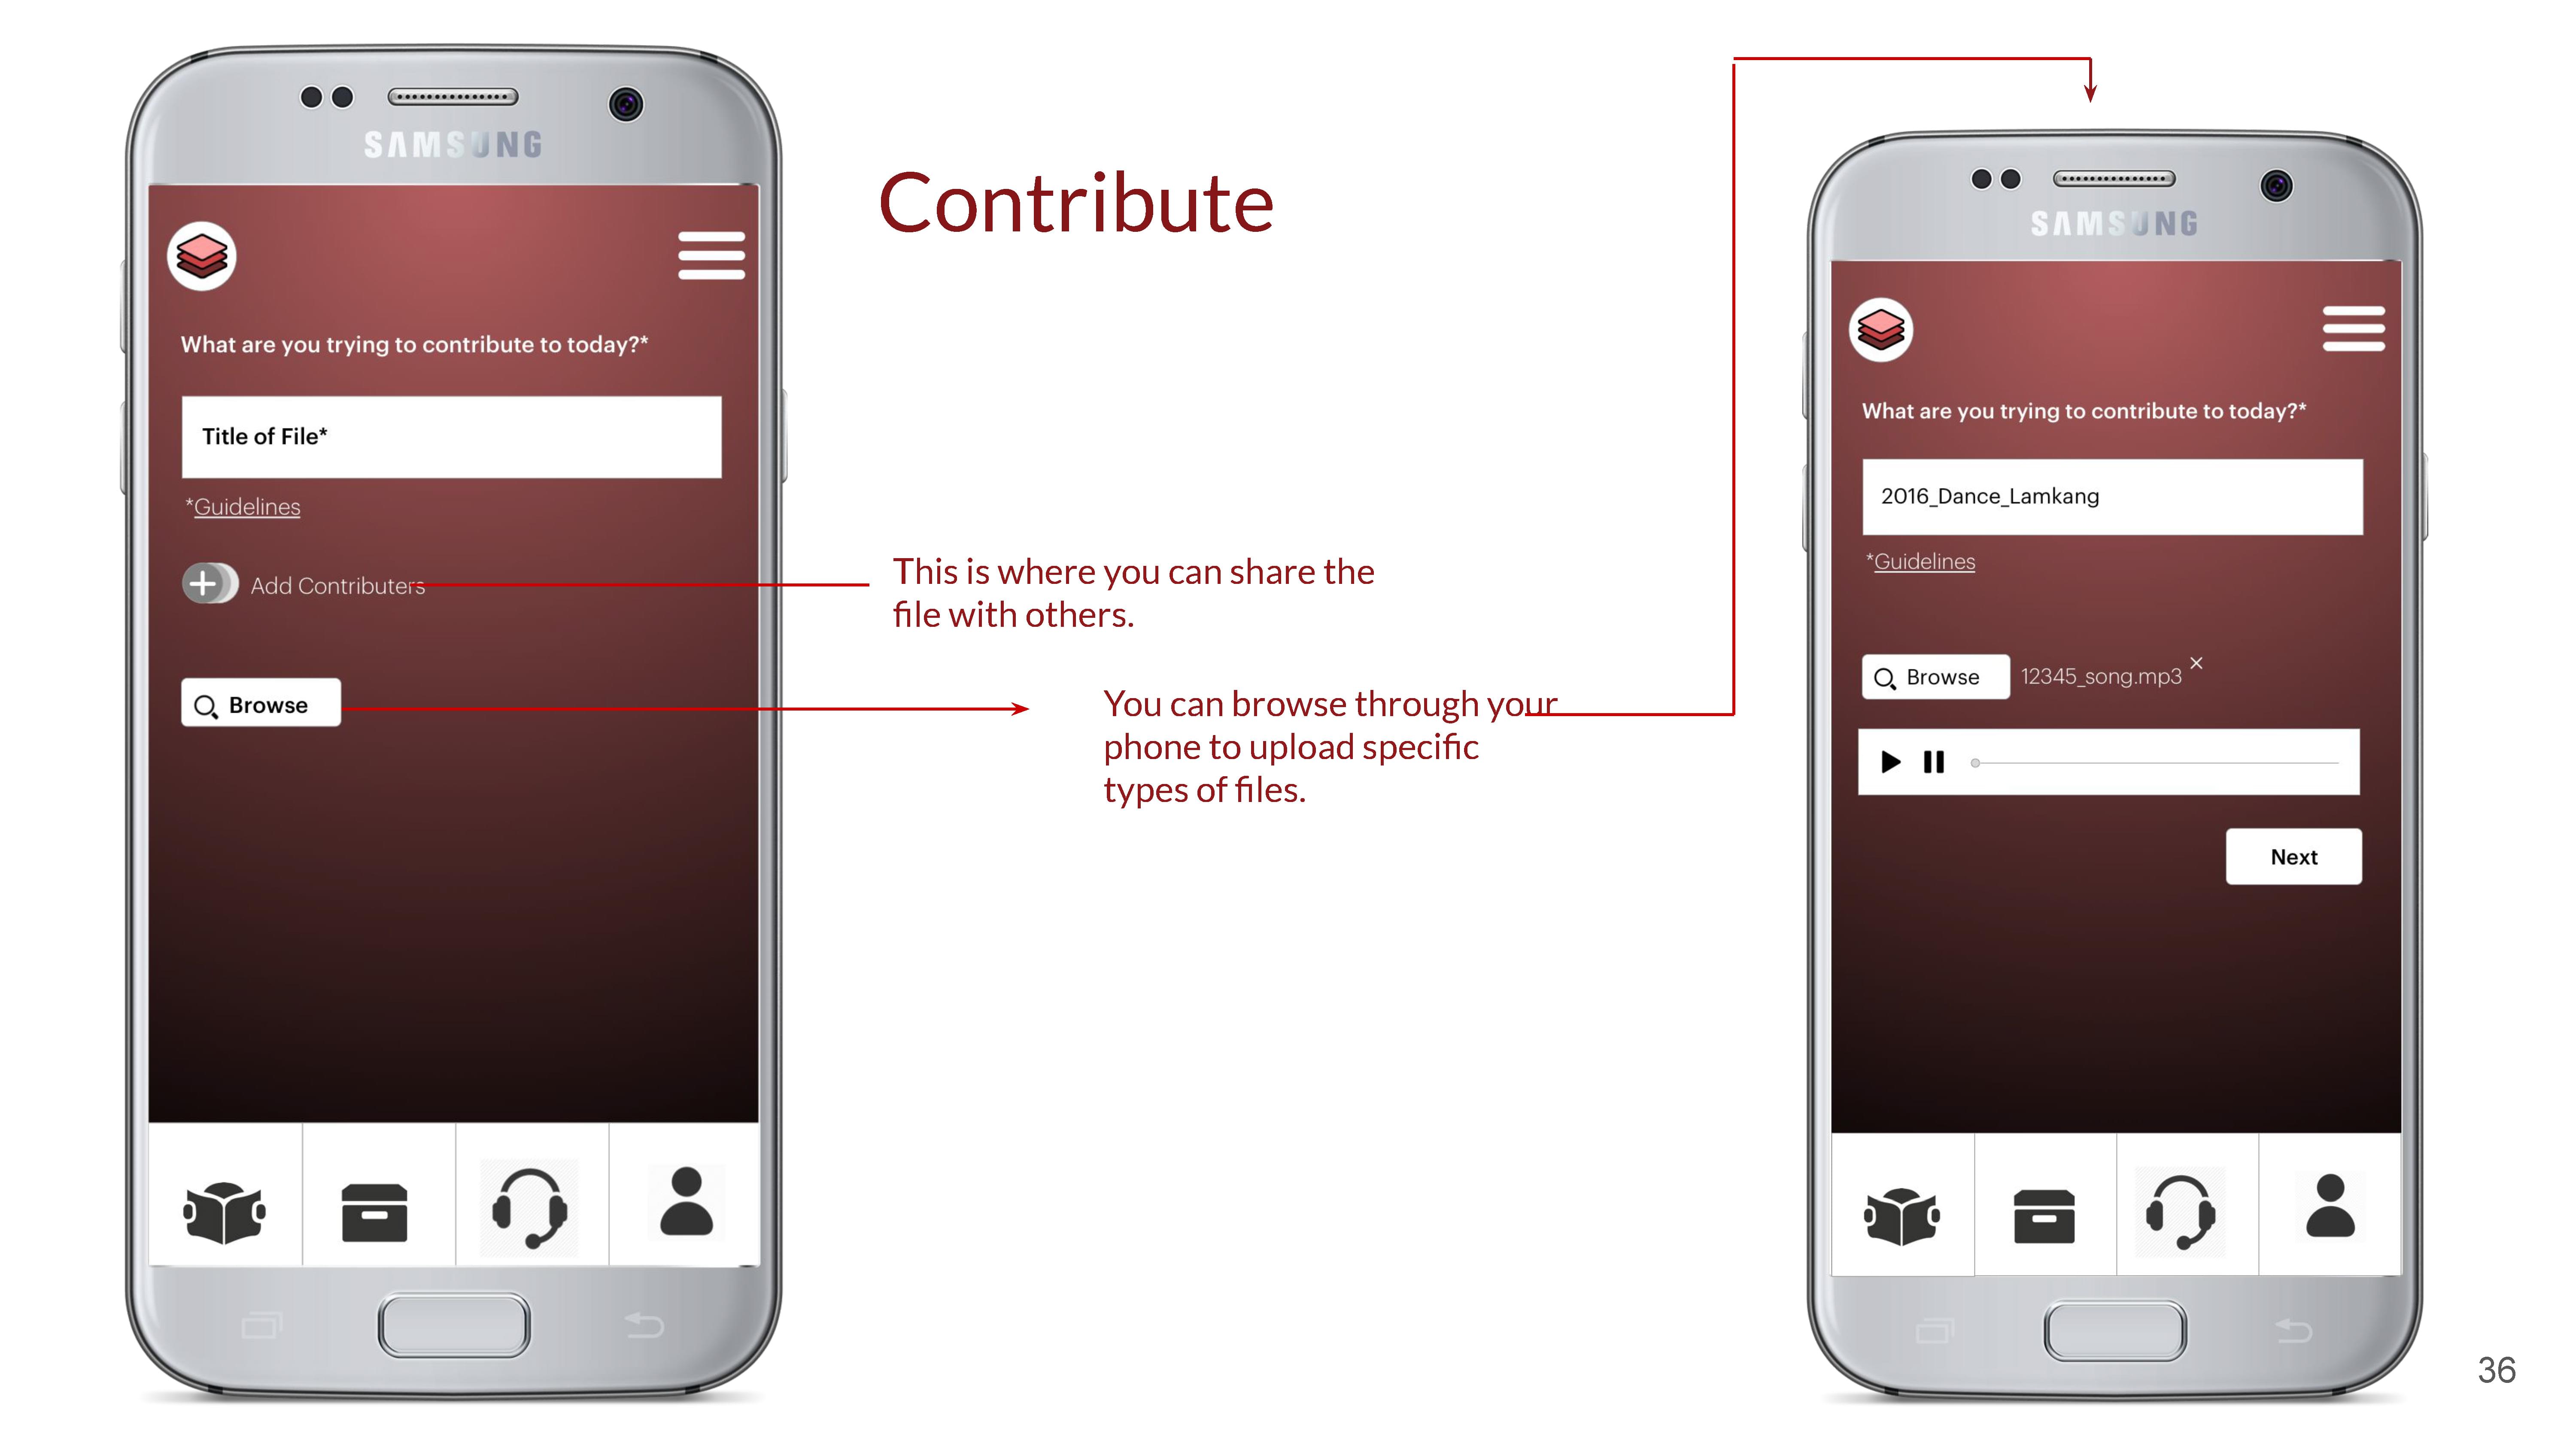 SAMSUNG
What are you trying to contribute to today?*
Title of File*
*Guidelines
Add Contributers
Browse
Contribute
This is where you can share the
file with others.
You can browse through your
phone to upload specific
types of files.
SAMSUNG
What are you trying to contribute to today?*
2016_Dance_Lamkang
*Guidelines
Browse 12345_song.mp3 ×
Next
36